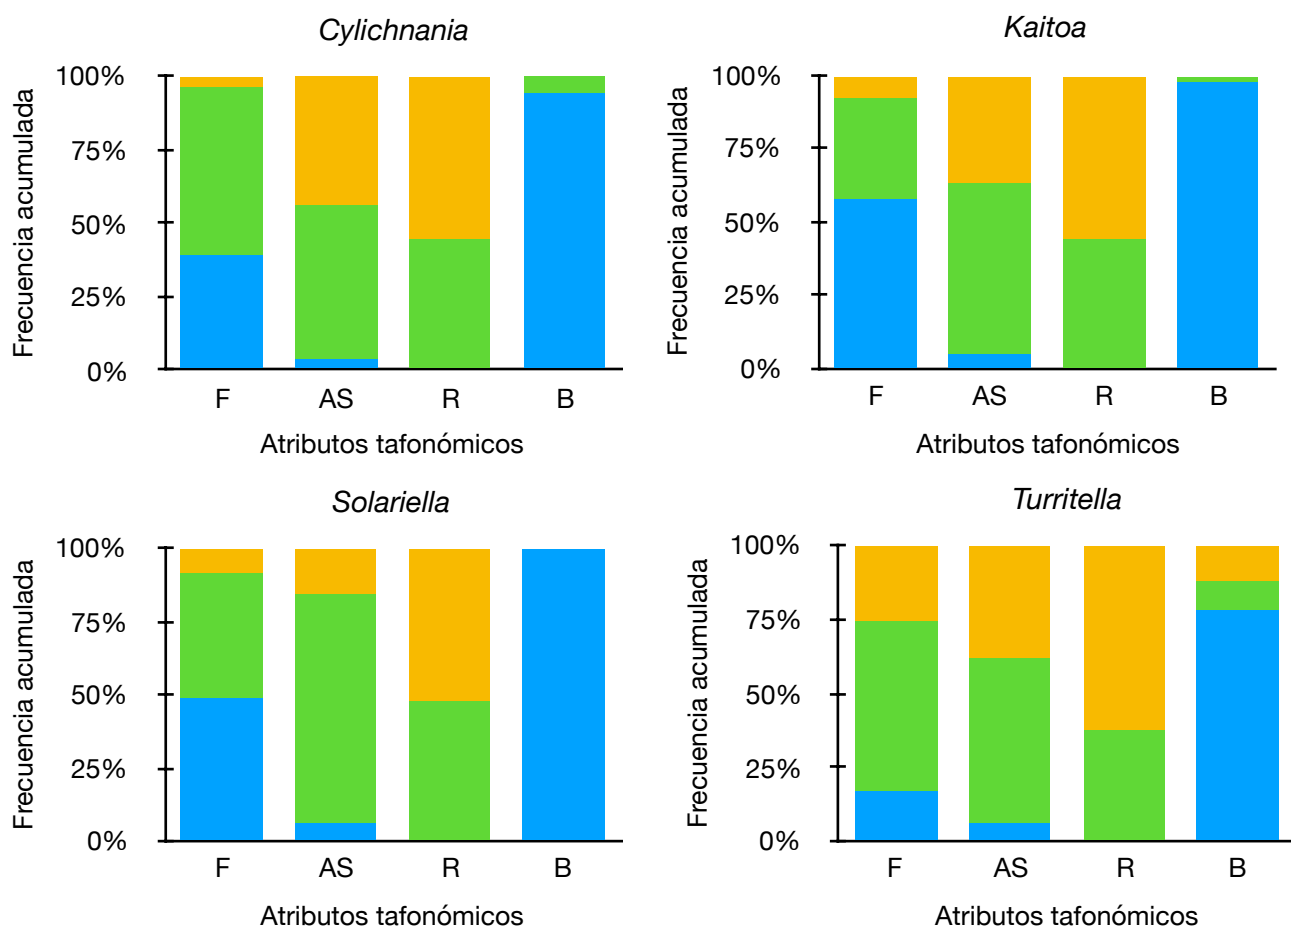 Cylichnania
Frecuencia acumulada
100%
75%
50%
25%
0%
F AS R B
Atributos tafonómicos
Kaitoa
Frecuencia acumulada
100%
75%
50%
25%
0%
F AS R B
Atributos tafonómicos
Solariella
Frecuencia acumulada
100%
75%
50%
25%
0%
F AS R B
Atributos tafonómicos
Turritella
Frecuencia acumulada
100%
75%
50%
25%
0%
F AS R B
Atributos tafonómicos